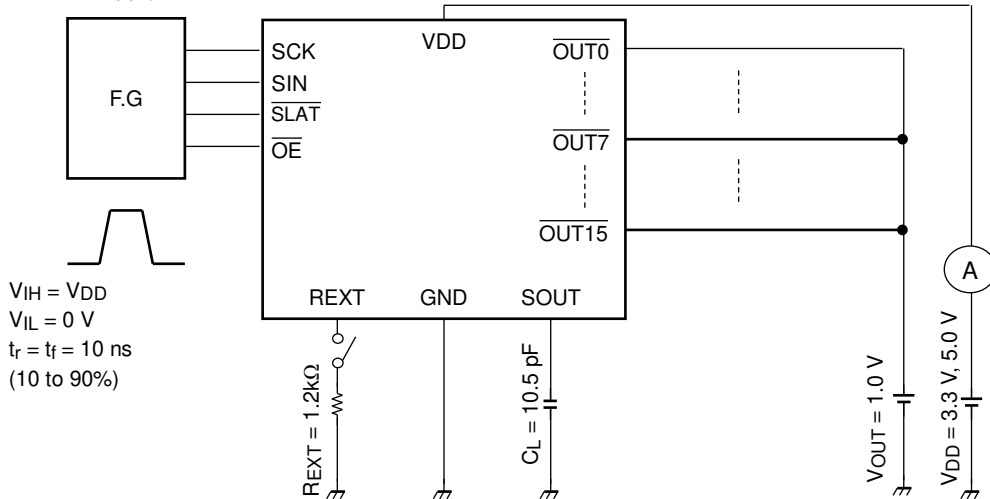 F.G
SCK
SIN
SLAT
OE
VDD
OUT0
OUT7
OUT15
REXT
GND
SOUT
A
VIH = VDD
VIL = 0 V
tr = tf = 10 ns
(10 to 90%)
REXT = 1.2kΩ
CL = 10.5 pF
VOUT = 1.0 V
VDD = 3.3 V, 5.0 V